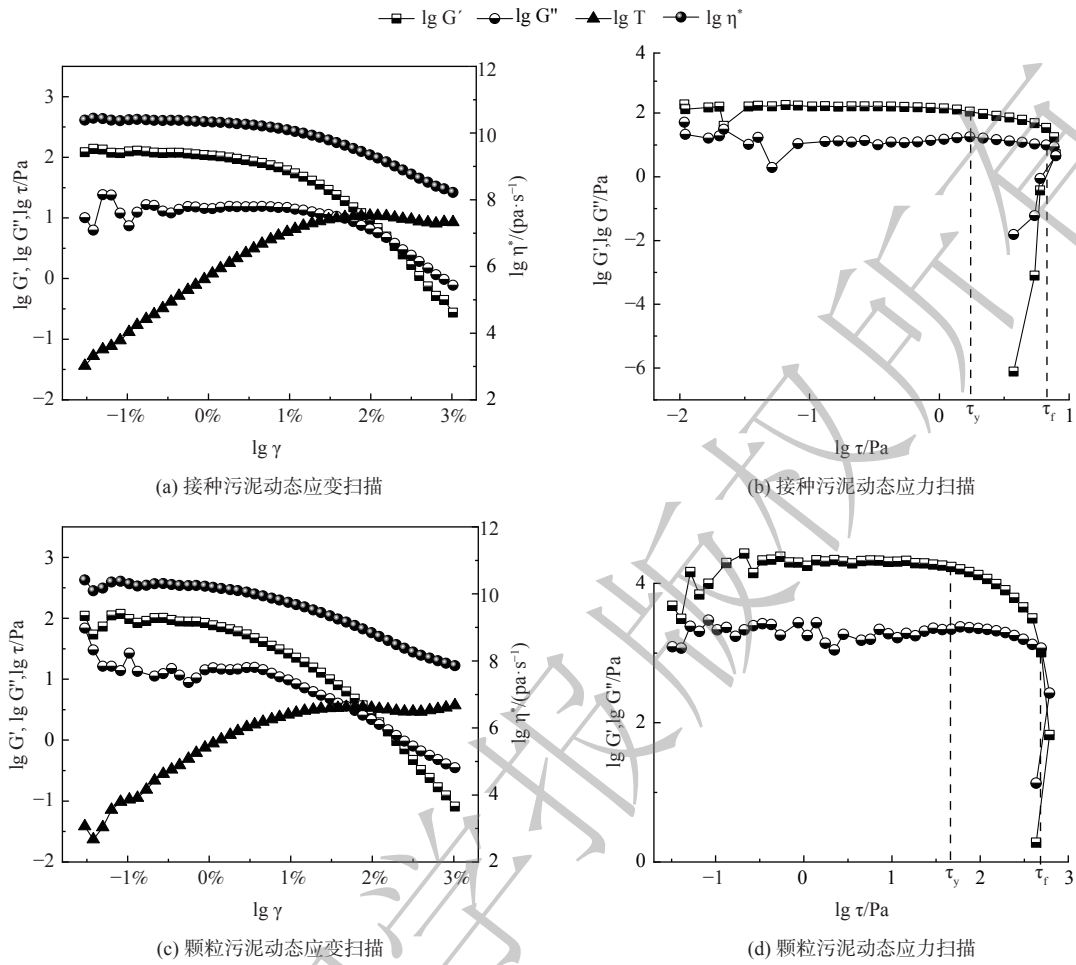 lg G′ lg G″ lg T lg η*
3
2
1
0
−1
−2
12
10
8
6
4
2
lg G′, lg G″,lg τ/Pa
lg η*/(pa·s⁻¹)
−1% 0% 1% 2% 3%
lg γ
(a) 接种污泥动态应变扫描
4
2
0
−2
−4
−6
lg G′,lg G″/Pa
−2 −1 0 τy τf 1
lg τ/Pa
(b) 接种污泥动态应力扫描
3
2
1
0
−1
−2
12
10
8
6
4
2
lg G′, lg G″,lg τ/Pa
lg η*/(pa·s⁻¹)
−1% 0% 1% 2% 3%
lg γ
(c) 颗粒污泥动态应变扫描
4
2
0
lg G′,lg G″/Pa
−1 0 1 τy 2 τf 3
lg τ/Pa
(d) 颗粒污泥动态应力扫描
学报版权所有